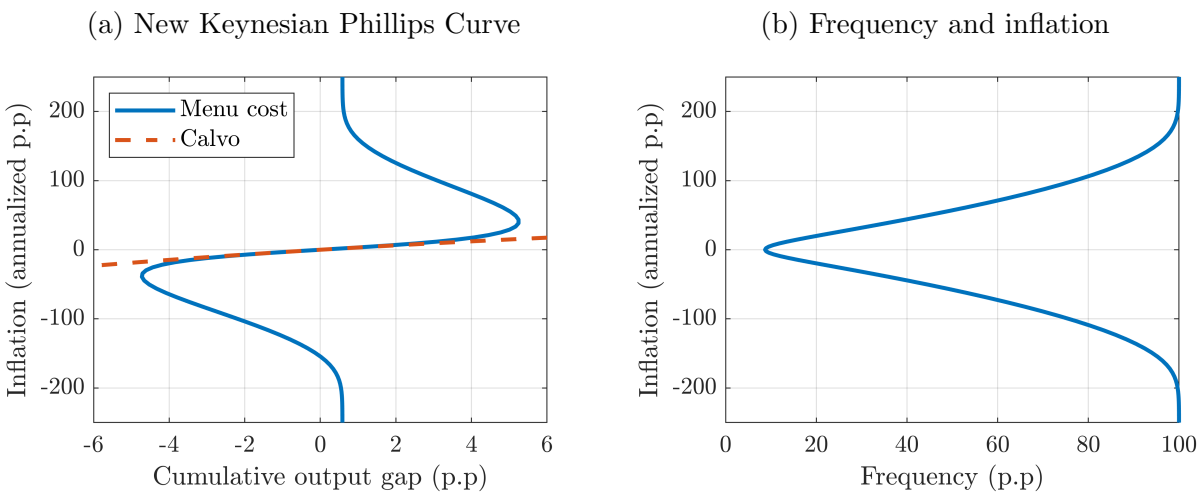 (a) New Keynesian Phillips Curve
Inflation (annualized p.p)
200
100
0
-100
-200
Menu cost
Calvo
-6
-4
-2
0
2
4
6
Cumulative output gap (p.p)
(b) Frequency and inflation
Inflation (annualized p.p)
200
100
0
-100
-200
0
20
40
60
80
100
Frequency (p.p)